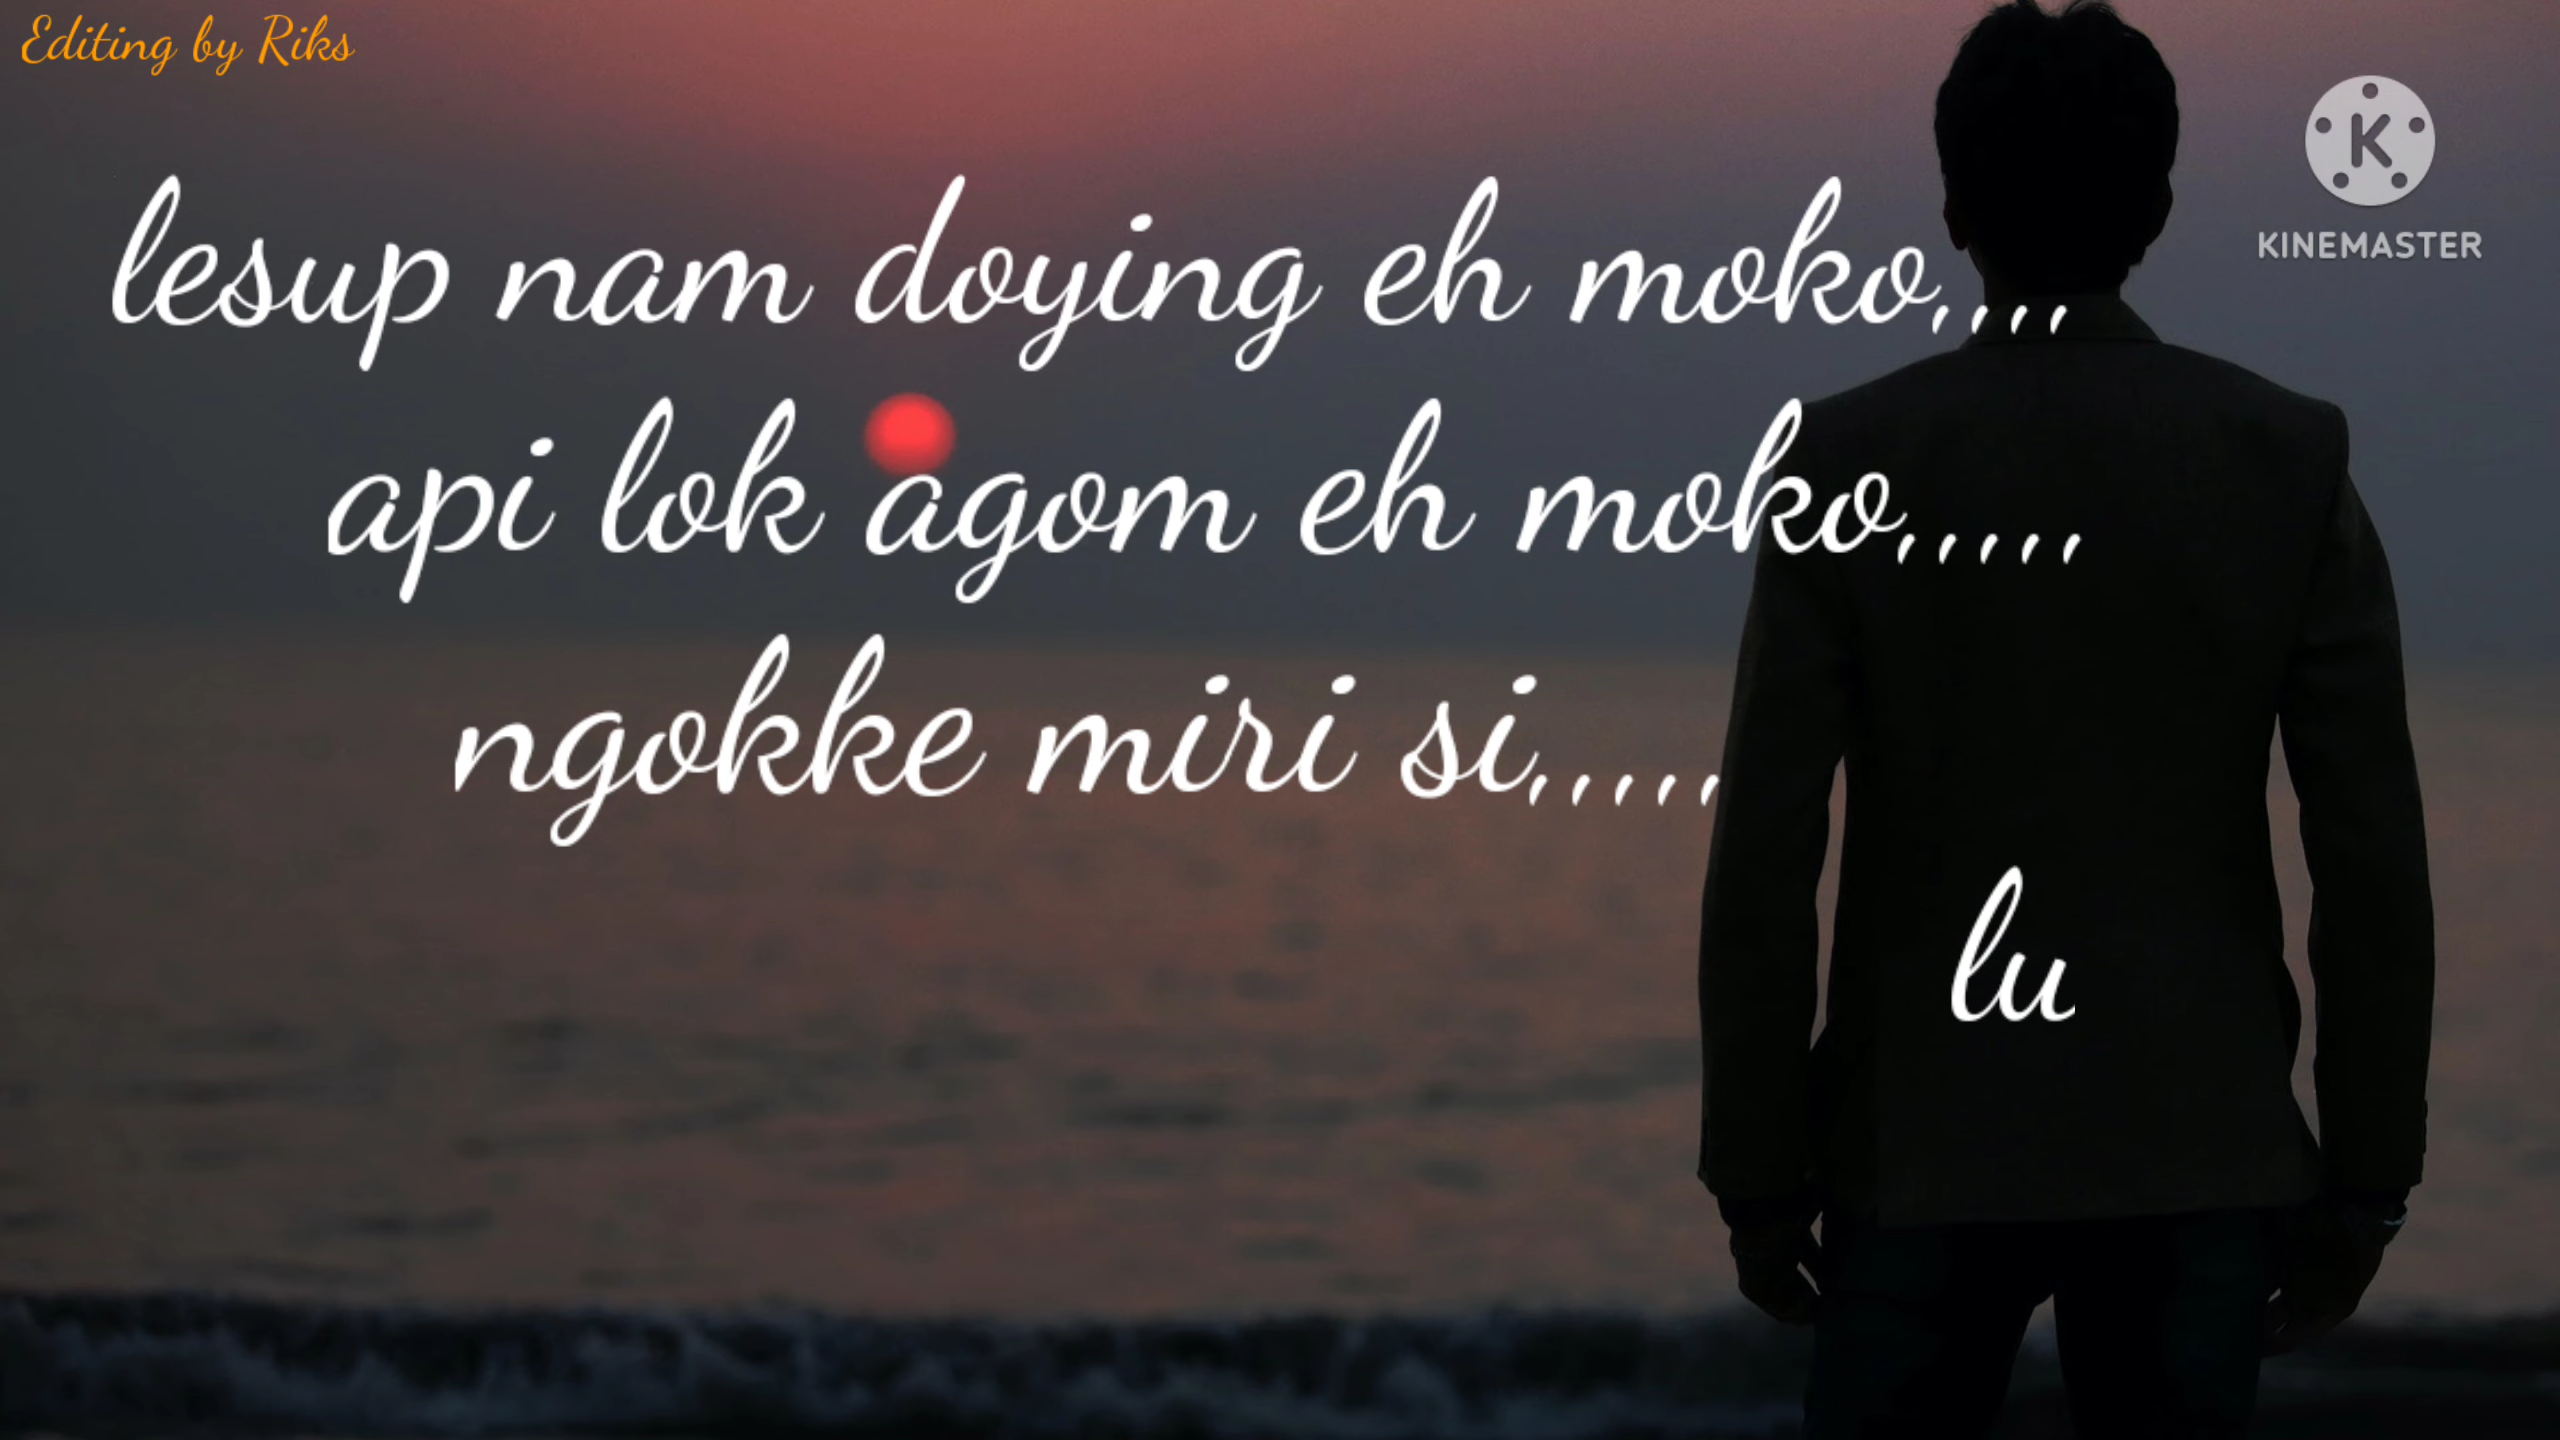 Editing by Riks
KINEMASTER
lesup nam doying eh moko,,,,
api lok agom eh moko,,,,,
ngokke miri si,,,,,
lu